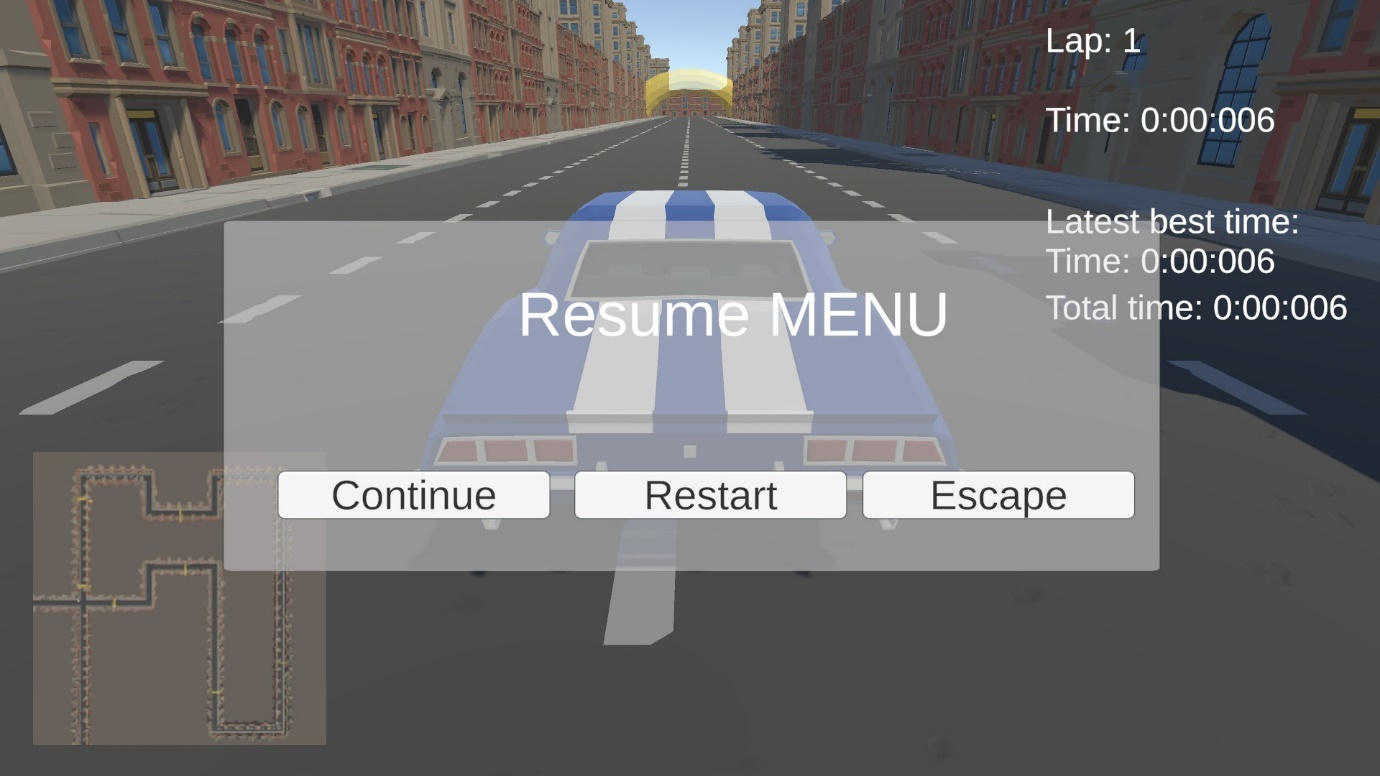 Lap: 1
Time: 0:00:006
Latest best time:
Time: 0:00:006
Total time: 0:00:006
Resume MENU
Continue
Restart
Escape